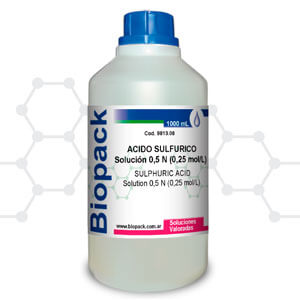 1000 mL
Cod. 9813.08
ACIDO SULFURICO
Solución 0,5 N (0,25 mol/L)
SULPHURIC ACID
Solution 0,5 N (0,25 mol/L)
Biopack
www.biopack.com.ar
Soluciones
Valoradas